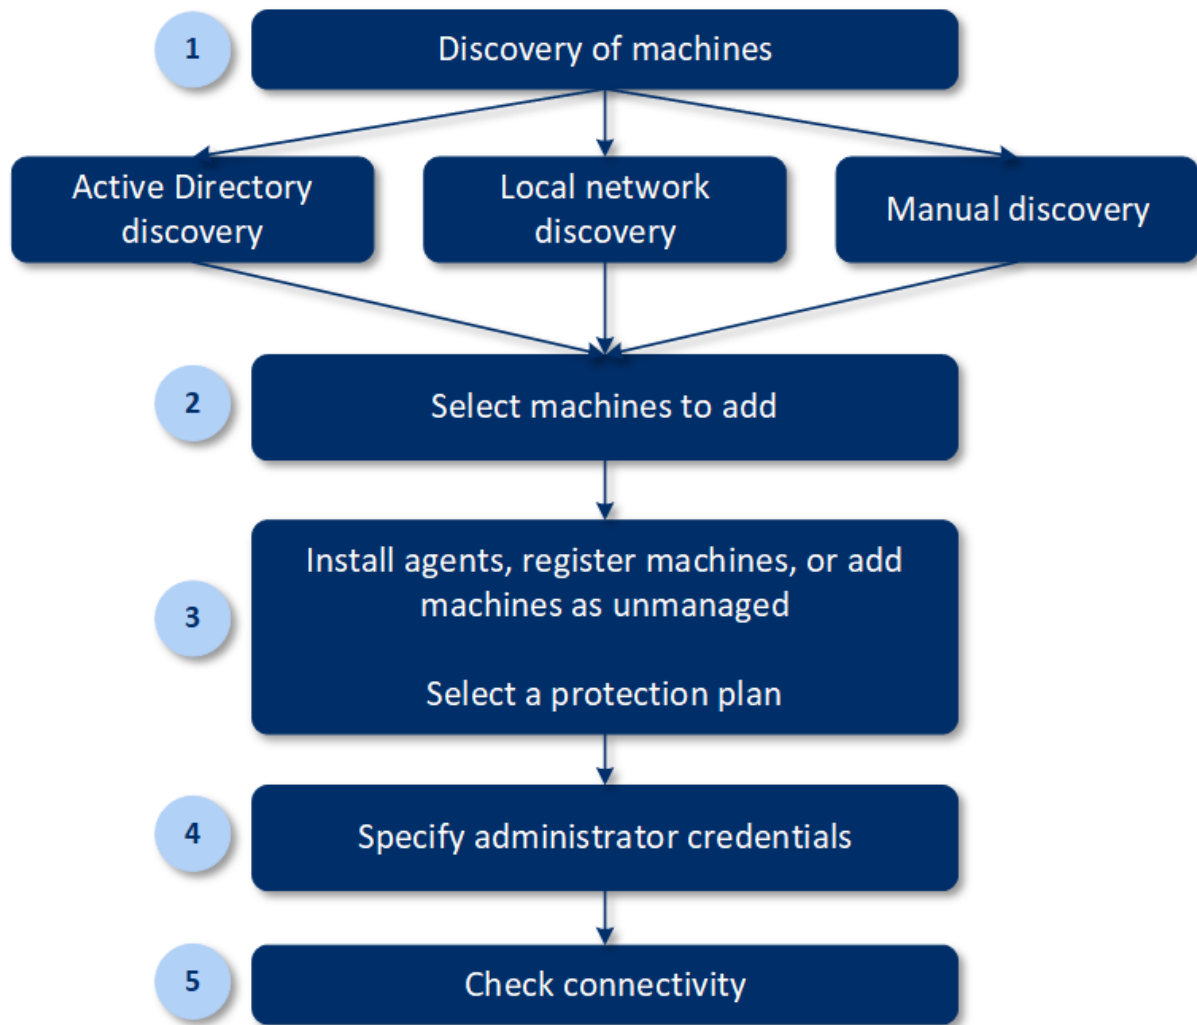 1
Discovery of machines
Active Directory
discovery
Local network
discovery
Manual discovery
2
Select machines to add
3
Install agents, register machines, or add
machines as unmanaged
Select a protection plan
4
Specify administrator credentials
5
Check connectivity